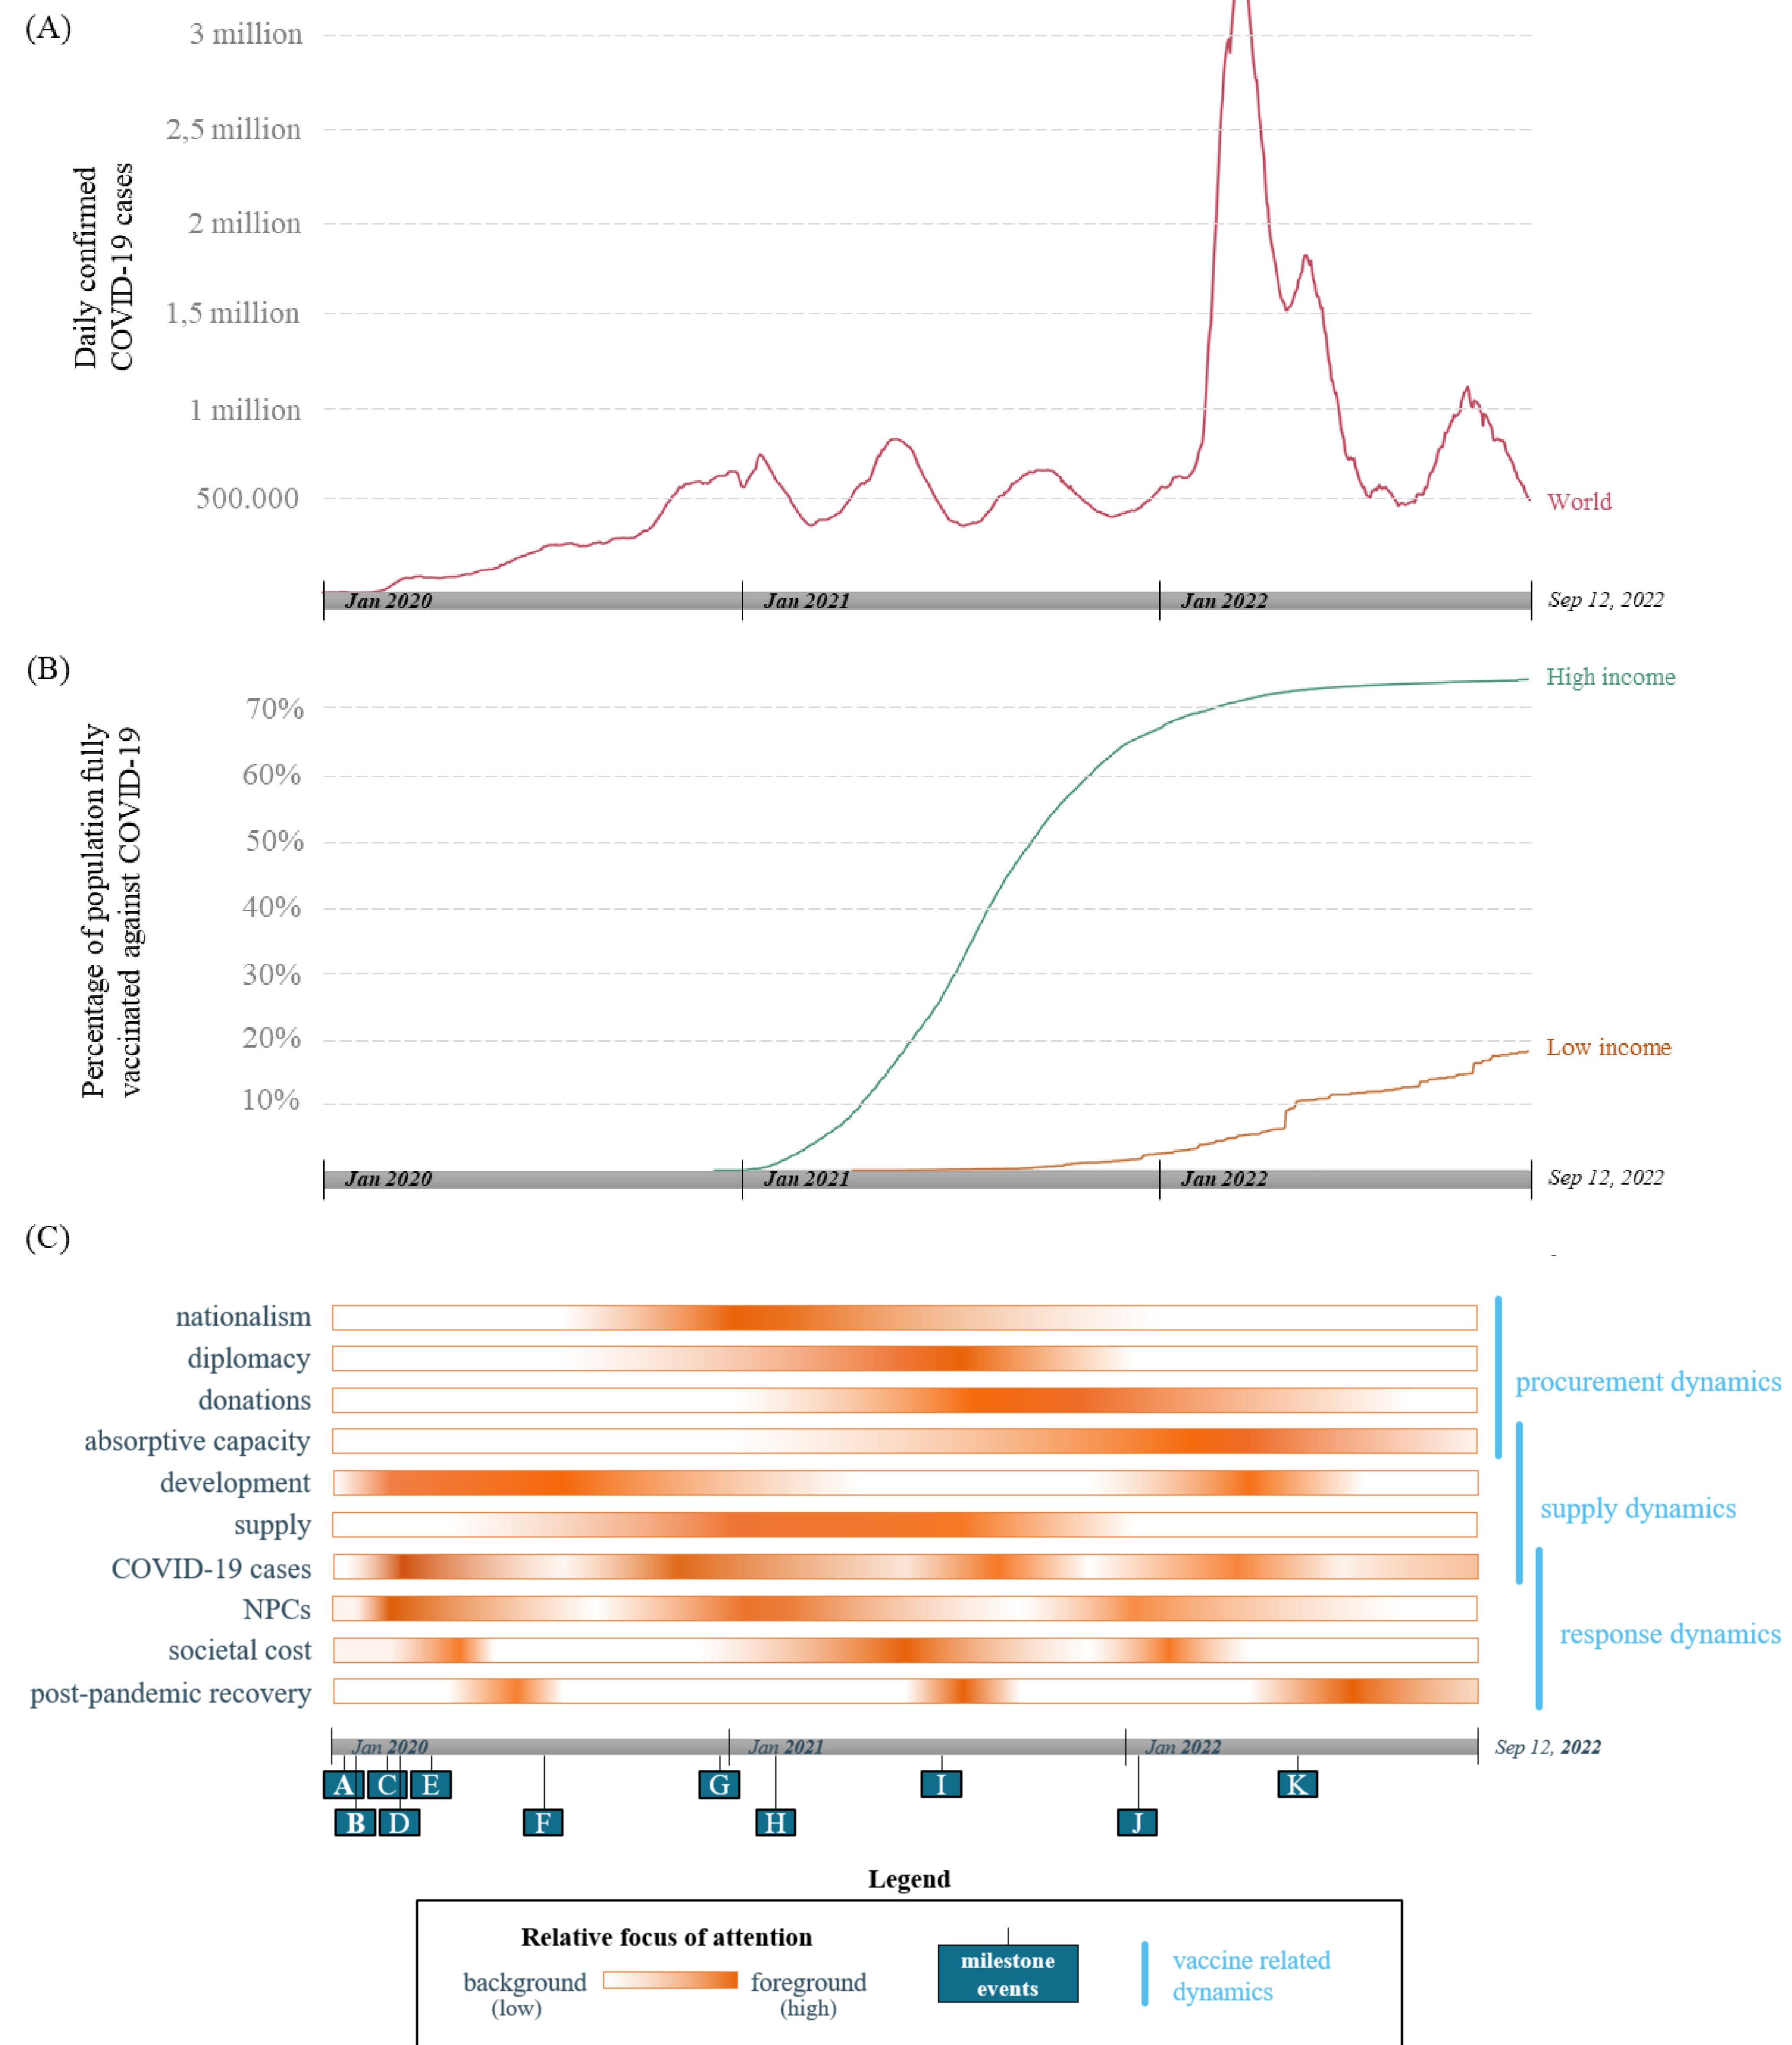 (A)
3 million
2,5 million
2 million
1,5 million
1 million
500.000
Daily confirmed
COVID-19 cases
World
Jan 2020
Jan 2021
Jan 2022
Sep 12, 2022
(B)
70%
60%
50%
40%
30%
20%
10%
Percentage of population fully
vaccinated against COVID-19
High income
Low income
Jan 2020
Jan 2021
Jan 2022
Sep 12, 2022
(C)
nationalism
diplomacy
donations
absorptive capacity
development
supply
COVID-19 cases
NPCs
societal cost
post-pandemic recovery
procurement dynamics
supply dynamics
response dynamics
Jan 2020
Jan 2021
Jan 2022
Sep 12, 2022
A
C
E
G
I
K
B
D
F
H
J
Legend
Relative focus of attention
background
(low)
foreground
(high)
milestone
events
vaccine related
dynamics